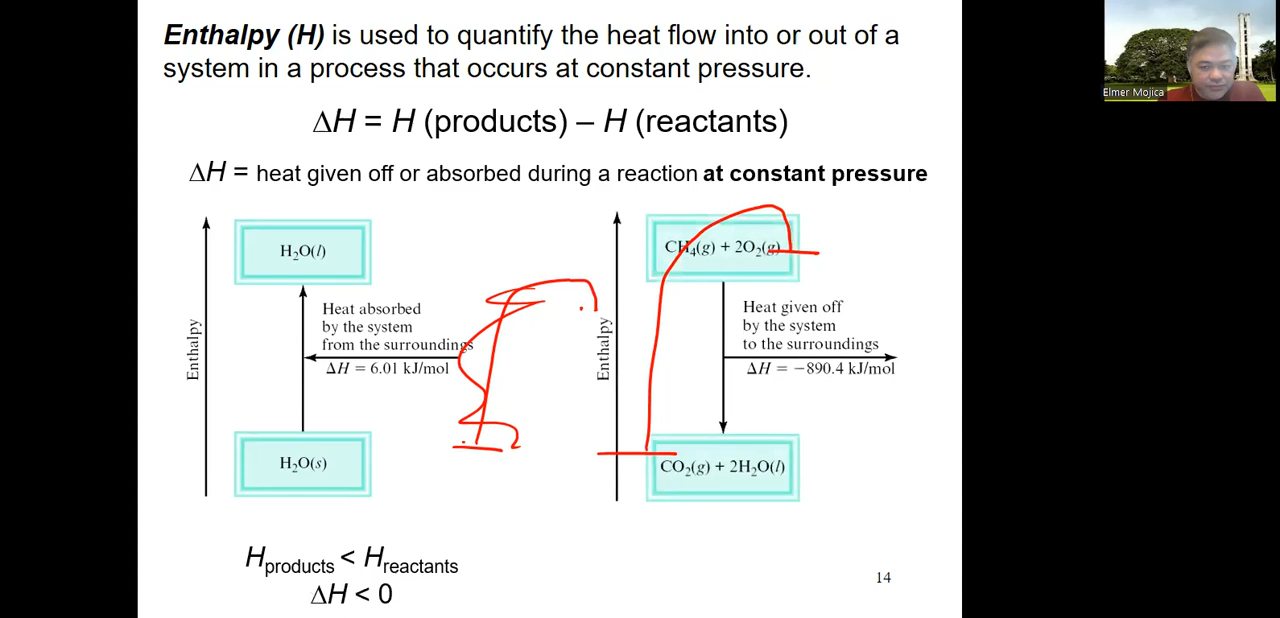 Enthalpy (H) is used to quantify the heat flow into or out of a
system in a process that occurs at constant pressure.
Elmer Mojica
ΔH = H (products) – H (reactants)
ΔH = heat given off or absorbed during a reaction at constant pressure
Enthalpy
H₂O(l)
Heat absorbed
by the system
from the surroundings
ΔH = 6.01 kJ/mol
H₂O(s)
Enthalpy
CH₄(g) + 2O₂(g)
Heat given off
by the system
to the surroundings
ΔH = −890.4 kJ/mol
CO₂(g) + 2H₂O(l)
Hproducts < Hreactants
ΔH < 0
14